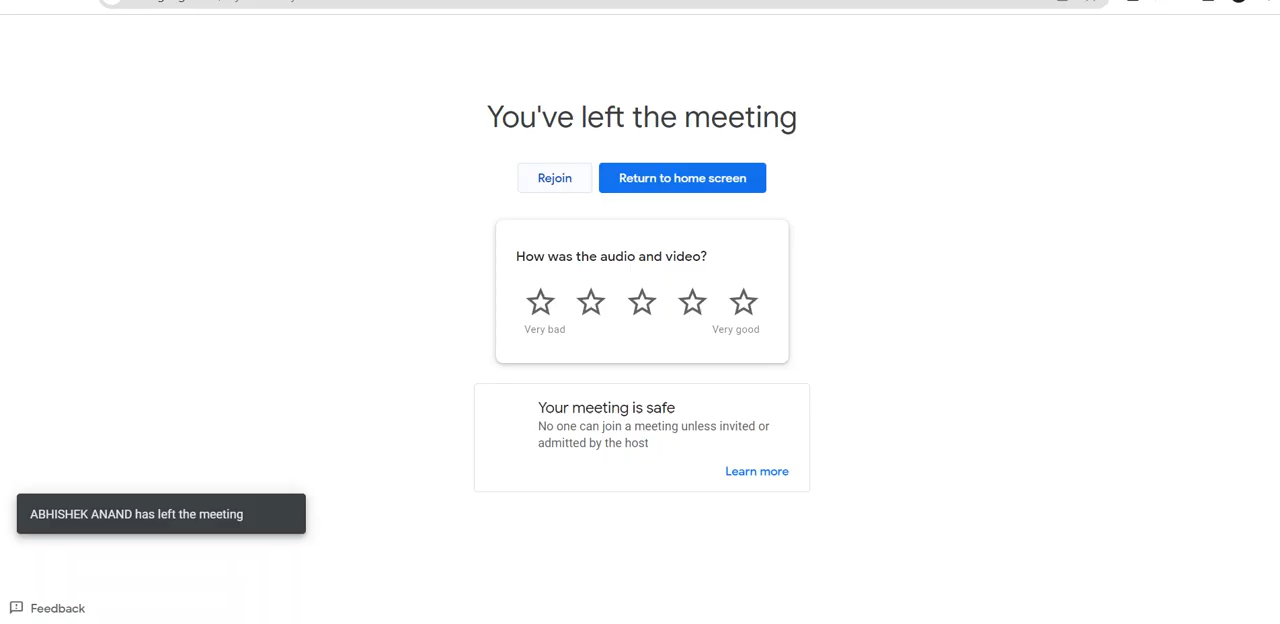 You've left the meeting
Rejoin
Return to home screen
How was the audio and video?
Very bad
Very good
Your meeting is safe
No one can join a meeting unless invited or
admitted by the host
Learn more
ABHISHEK ANAND has left the meeting
Feedback